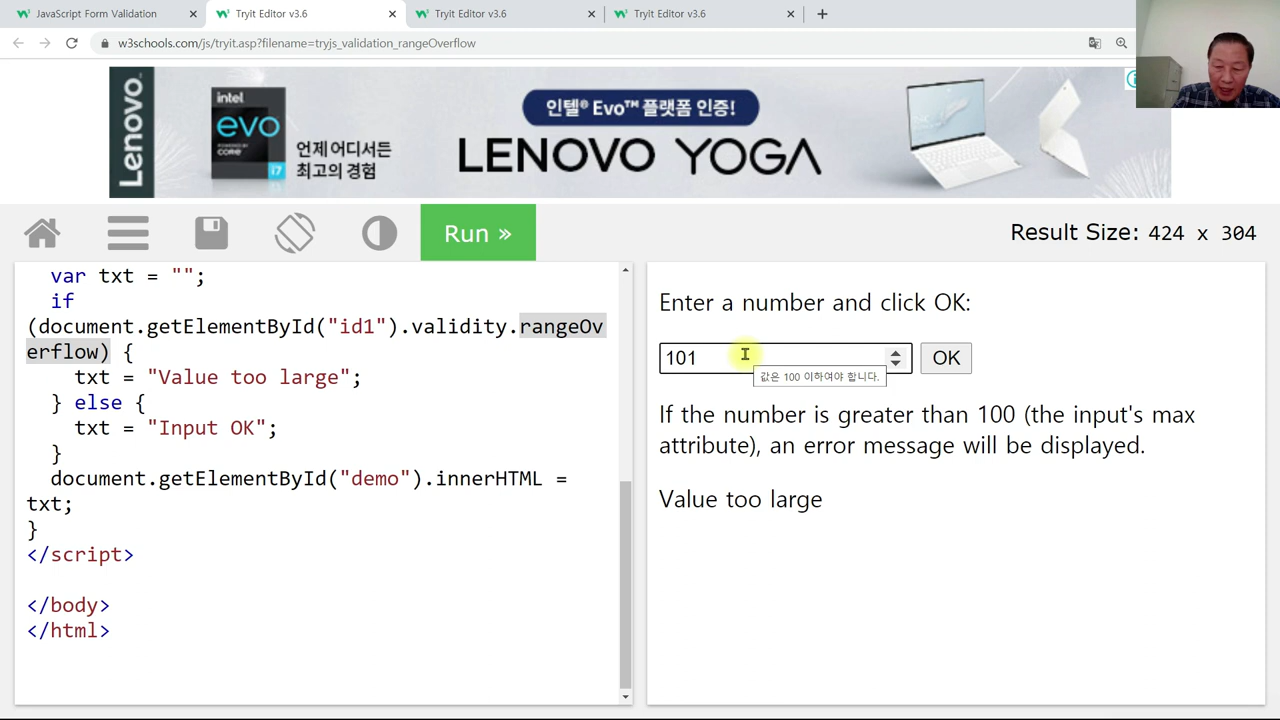 JavaScript Form Validation
Tryit Editor v3.6
Tryit Editor v3.6
Tryit Editor v3.6
w3schools.com/js/tryit.asp?filename=tryjs_validation_rangeOverflow
Lenovo
intel
evo
POWERED BY
CORE
i7
언제 어디서든
최고의 경험
인텔® Evo™ 플랫폼 인증!
LENOVO YOGA
Run »
Result Size: 424 x 304
var txt = "";
if
(document.getElementById("id1").validity.rangeOv
erflow) {
txt = "Value too large";
} else {
txt = "Input OK";
}
document.getElementById("demo").innerHTML =
txt;
}
</script>
</body>
</html>
Enter a number and click OK:
101
OK
값은 100 이하여야 합니다.
If the number is greater than 100 (the input's max
attribute), an error message will be displayed.
Value too large